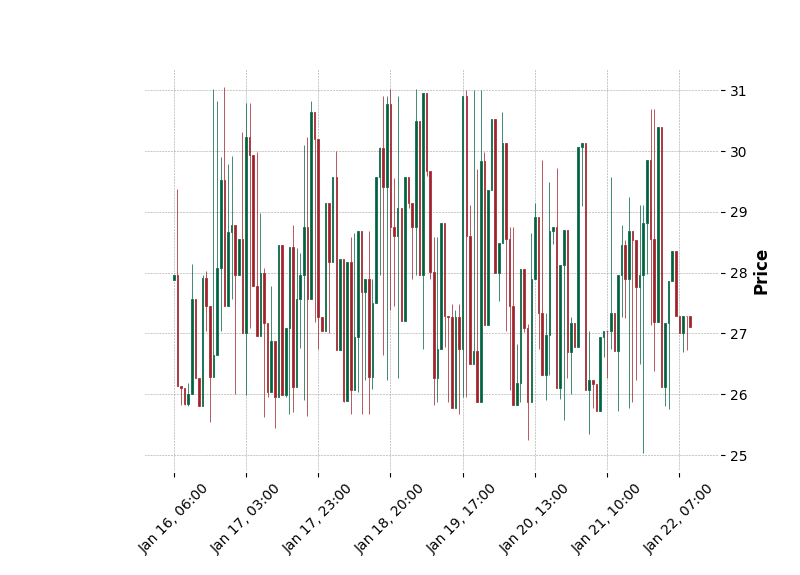 31
30
29
28
27
26
25
Price
Jan 16, 06:00
Jan 17, 03:00
Jan 17, 23:00
Jan 18, 20:00
Jan 19, 17:00
Jan 20, 13:00
Jan 21, 10:00
Jan 22, 07:00